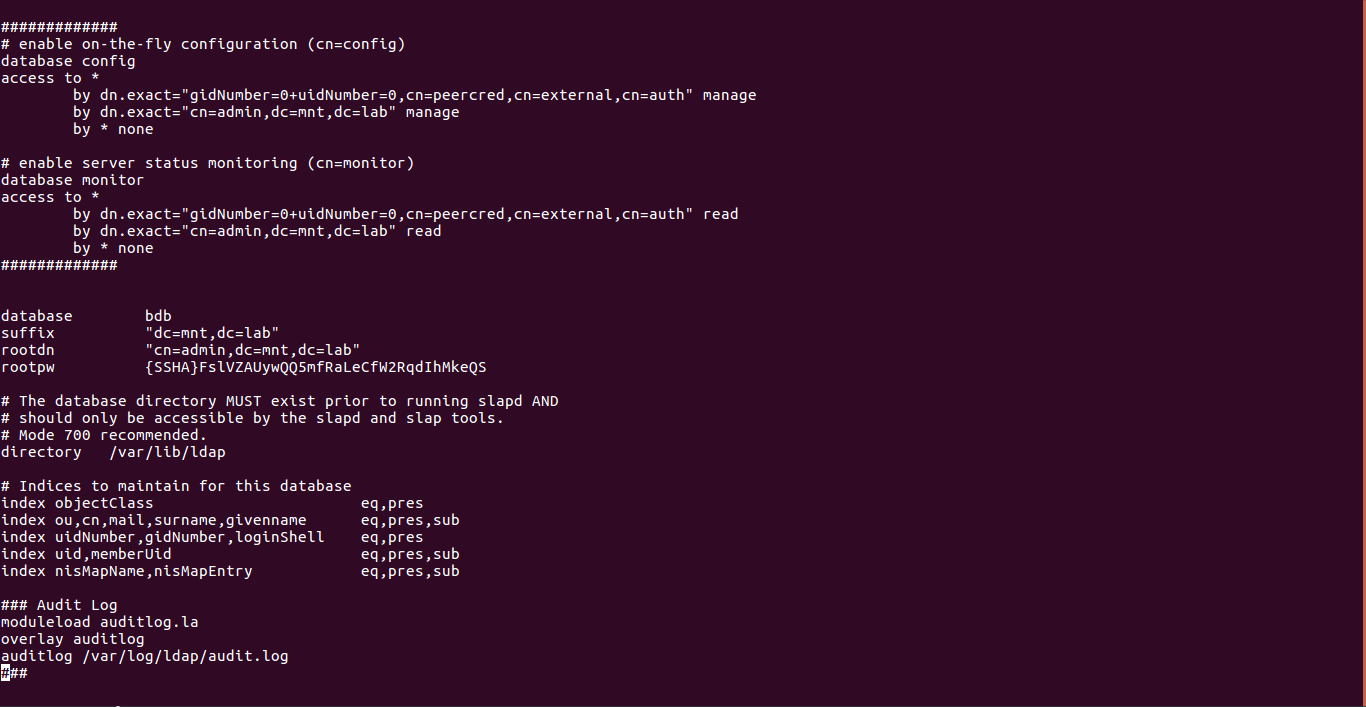 #############
# enable on-the-fly configuration (cn=config)
database config
access to *
        by dn.exact="gidNumber=0+uidNumber=0,cn=peercred,cn=external,cn=auth" manage
        by dn.exact="cn=admin,dc=mnt,dc=lab" manage
        by * none
# enable server status monitoring (cn=monitor)
database monitor
access to *
        by dn.exact="gidNumber=0+uidNumber=0,cn=peercred,cn=external,cn=auth" read
        by dn.exact="cn=admin,dc=mnt,dc=lab" read
        by * none
#############
database        bdb
suffix          "dc=mnt,dc=lab"
rootdn          "cn=admin,dc=mnt,dc=lab"
rootpw          {SSHA}FslVZAUywQQ5mfRaLeCfW2RqdIhMkeQS
# The database directory MUST exist prior to running slapd AND
# should only be accessible by the slapd and slap tools.
# Mode 700 recommended.
directory   /var/lib/ldap
# Indices to maintain for this database
index objectClass                       eq,pres
index ou,cn,mail,surname,givenname      eq,pres,sub
index uidNumber,gidNumber,loginShell    eq,pres
index uid,memberUid                     eq,pres,sub
index nisMapName,nisMapEntry            eq,pres,sub
### Audit Log
moduleload auditlog.la
overlay auditlog
auditlog /var/log/ldap/audit.log
###